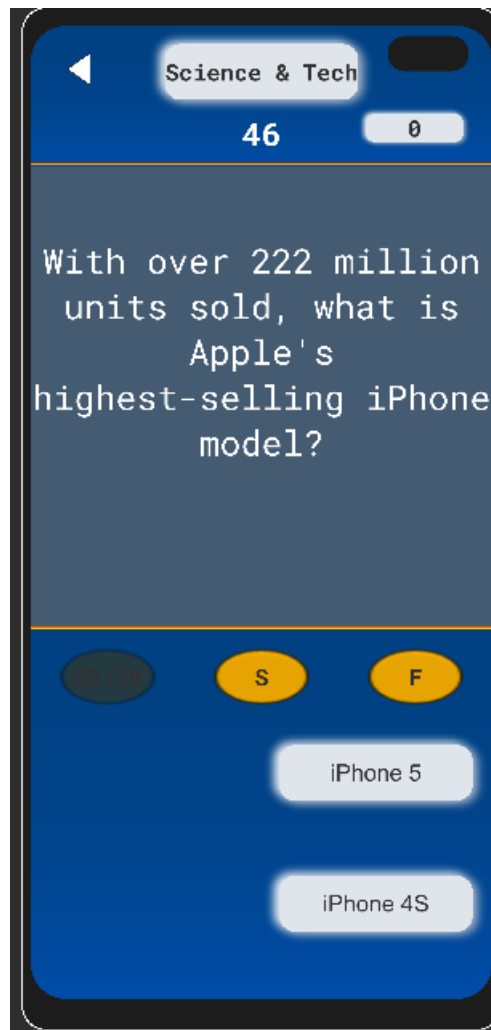 Science & Tech
46
0
With over 222 million
units sold, what is
Apple's
highest-selling iPhone
model?
S
F
iPhone 5
iPhone 4S